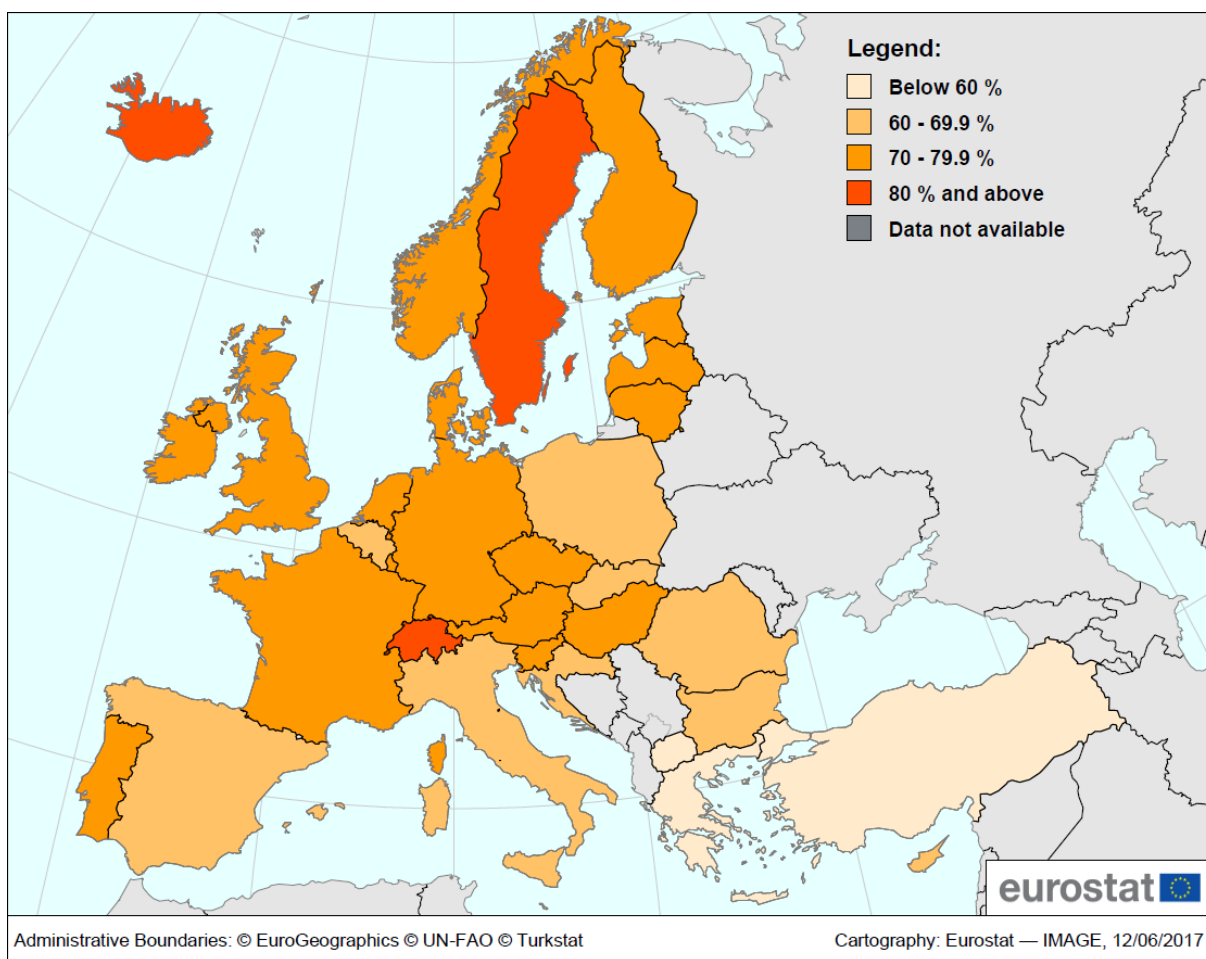 Legend:
Below 60 %
60 - 69.9 %
70 - 79.9 %
80 % and above
Data not available
eurostat
Administrative Boundaries: © EuroGeographics © UN-FAO © Turkstat
Cartography: Eurostat — IMAGE, 12/06/2017